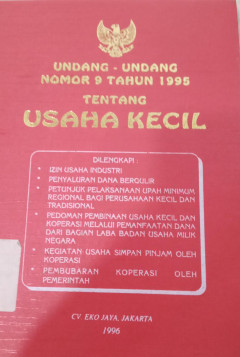 UNDANG - UNDANG
NOMOR 9 TAHUN 1995
TENTANG
USAHA KECIL
DILENGKAPI :
* IZIN USAHA INDUSTRI
* PENYALURAN DANA BERGULIR
* PETUNJUK PELAKSANAAN UPAH MINIMUM
REGIONAL BAGI PERUSAHAAN KECIL DAN
TRADISIONAL
* PEDOMAN PEMBINAAN USAHA KECIL DAN
KOPERASI MELALUI PEMANFAATAN DANA
DARI BAGIAN LABA BADAN USAHA MILIK
NEGARA
* KEGIATAN USAHA SIMPAN PINJAM OLEH
KOPERASI
* PEMBUBARAN KOPERASI OLEH
PEMERINTAH
CV. EKO JAYA, JAKARTA
1996